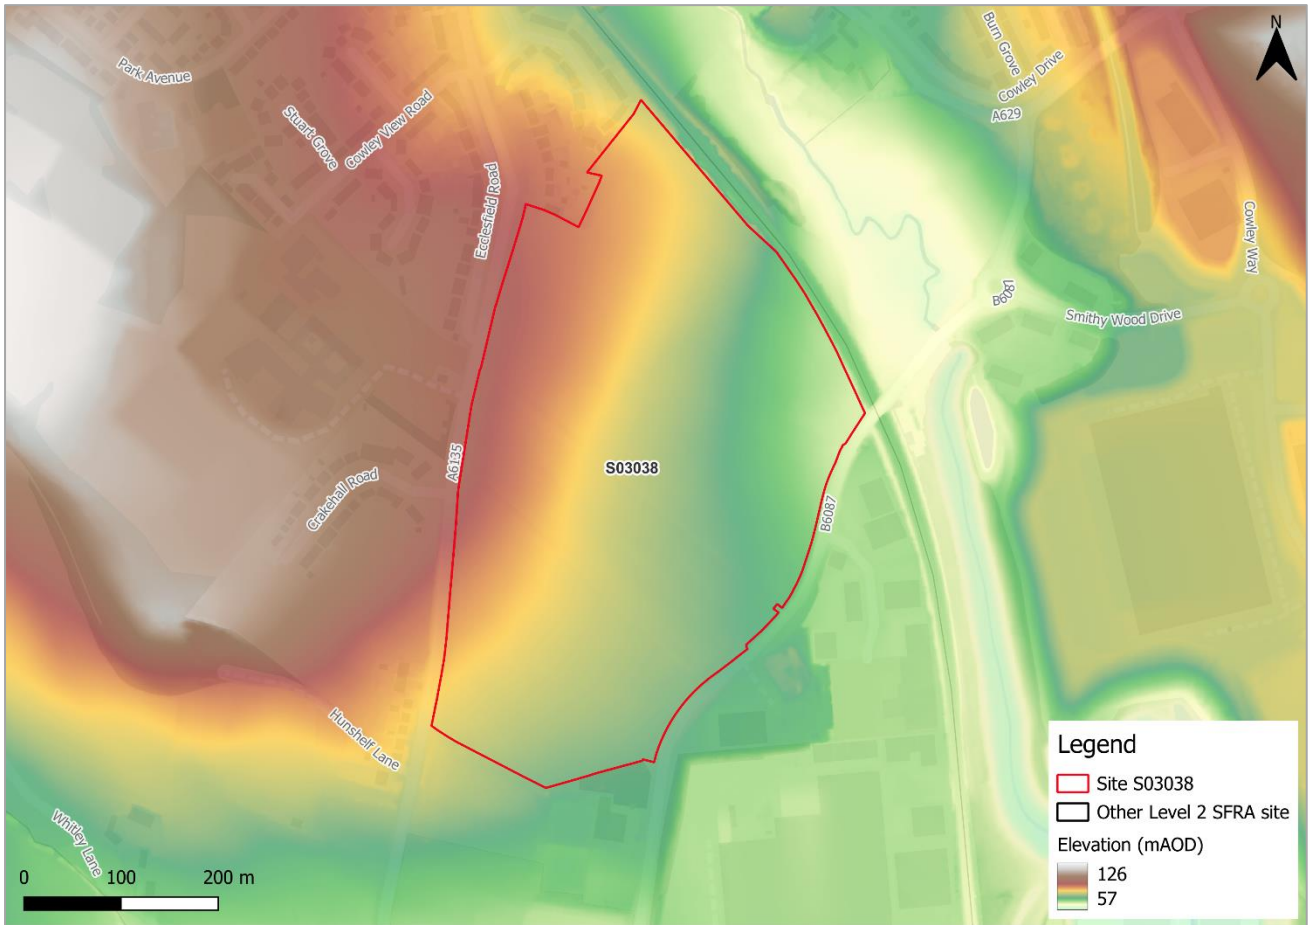 N
Park Avenue
Stuart Grove
Cowley View Road
Ecclesfield Road
Burn Grove
Cowley Drive
A629
Cowley Way
B6087
Smithy Wood Drive
A6135
S03038
Crakehall Road
B6087
Hunshelf Lane
Whitley Lane
0 100 200 m
Legend
Site S03038
Other Level 2 SFRA site
Elevation (mAOD)
126
57